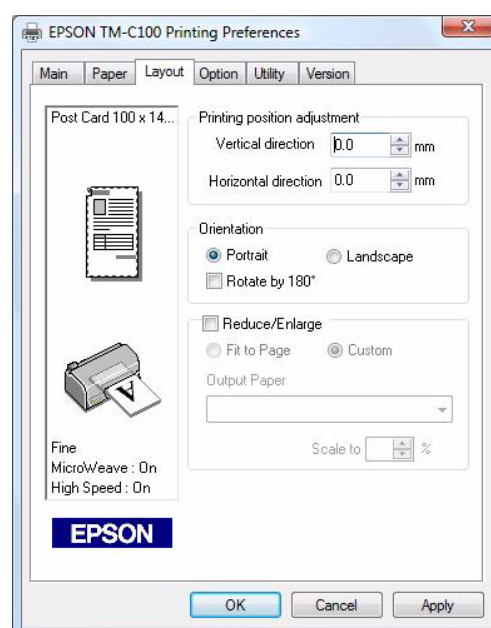 EPSON TM-C100 Printing Preferences
Main Paper Layout Option Utility Version
Post Card 100 x 14...
Printing position adjustment
Vertical direction 0.0 mm
Horizontal direction 0.0 mm
Orientation
Portrait Landscape
Rotate by 180°
Reduce/Enlarge
Fit to Page Custom
Output Paper
Scale to %
A
Fine
MicroWeave : On
High Speed : On
EPSON
OK Cancel Apply